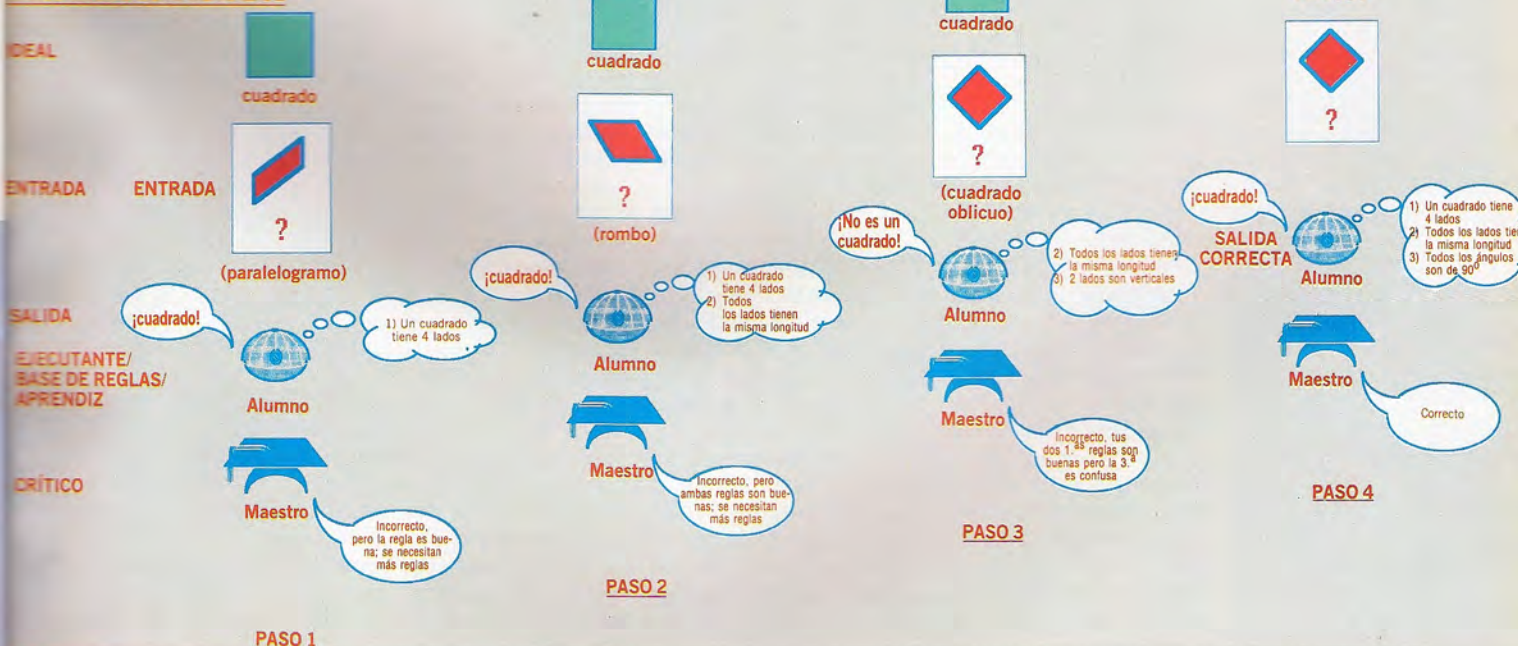 IDEAL
cuadrado
ENTRADA
ENTRADA
?
(paralelogramo)
SALIDA
¡cuadrado!
1) Un cuadrado
tiene 4 lados
EJECUTANTE/
BASE DE REGLAS/
APRENDIZ
Alumno
CRÍTICO
Maestro
Incorrecto,
pero la regla es bue-
na; se necesitan
más reglas
PASO 1
cuadrado
?
(rombo)
¡cuadrado!
1) Un cuadrado
tiene 4 lados
2) Todos
los lados tienen
la misma longitud
Alumno
Maestro
Incorrecto, pero
ambas reglas son bue-
nas; se necesitan
más reglas
PASO 2
cuadrado
?
(cuadrado
oblicuo)
¡No es un
cuadrado!
2) Todos los lados tienen
la misma longitud
3) 2 lados son verticales
Alumno
Maestro
Incorrecto, tus
dos 1.as reglas son
buenas pero la 3.a
es confusa
PASO 3
?
¡cuadrado!
SALIDA
CORRECTA
1) Un cuadrado tiene
4 lados
2) Todos los lados tie
la misma longitud
3) Todos los ángulos
son de 90º
Alumno
Maestro
Correcto
PASO 4